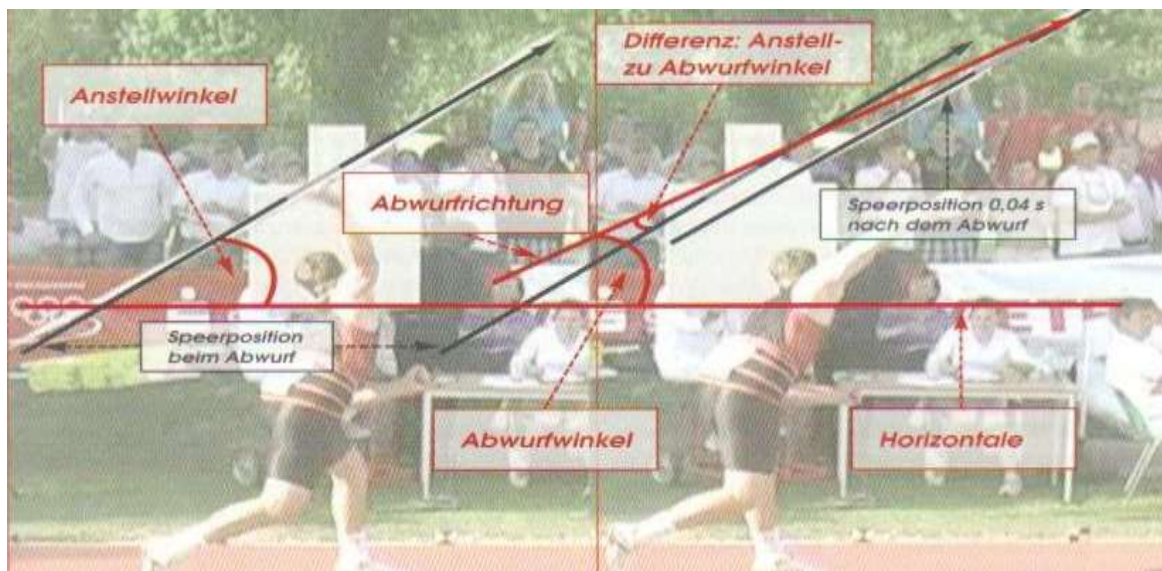 Anstellwinkel
Differenz: Anstell-
zu Abwurfwinkel
Abwurfrichtung
Speerposition 0,04 s
nach dem Abwurf
Speerposition
beim Abwurf
Abwurfwinkel
Horizontale